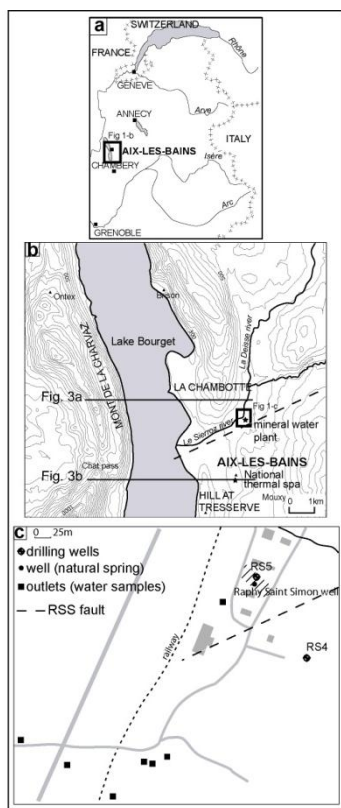 a
SWITZERLAND
FRANCE
Rhône
GENEVE
ANNECY
Arve
Fig 1-b
ITALY
AIX-LES-BAINS
Isère
CHAMBERY
Arc
GRENOBLE
b
Ontex
Brison
MONT DE LA CHARVAZ
Lake Bourget
La Deisse river
LA CHAMBOTTE
Fig. 3a
Fig 1-c
Le Sierroz river
mineral water
plant
Chat pass
AIX-LES-BAINS
National
thermal spa
Fig. 3b
HILL AT
TRESSERVE
Mouxy
0 1km
c
0 25m
drilling wells
well (natural spring)
outlets (water samples)
RSS fault
RS5
Raphy Saint Simon well
RS4
railway